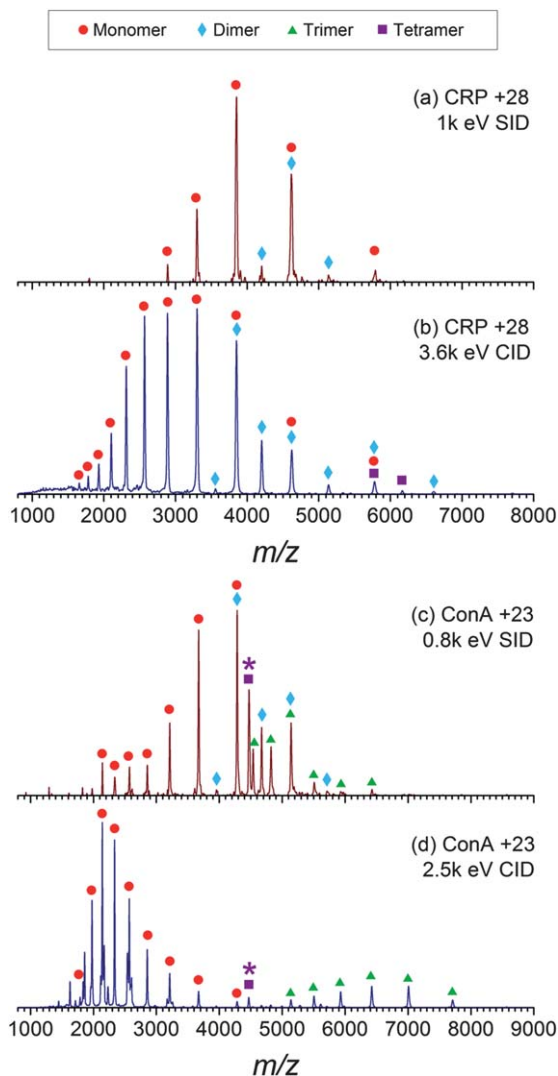 Monomer Dimer Trimer Tetramer
(a) CRP +28
1k eV SID
(b) CRP +28
3.6k eV CID
1000 2000 3000 4000 5000 6000 7000 8000
m/z
(c) ConA +23
0.8k eV SID
*
(d) ConA +23
2.5k eV CID
*
1000 2000 3000 4000 5000 6000 7000 8000 9000
m/z